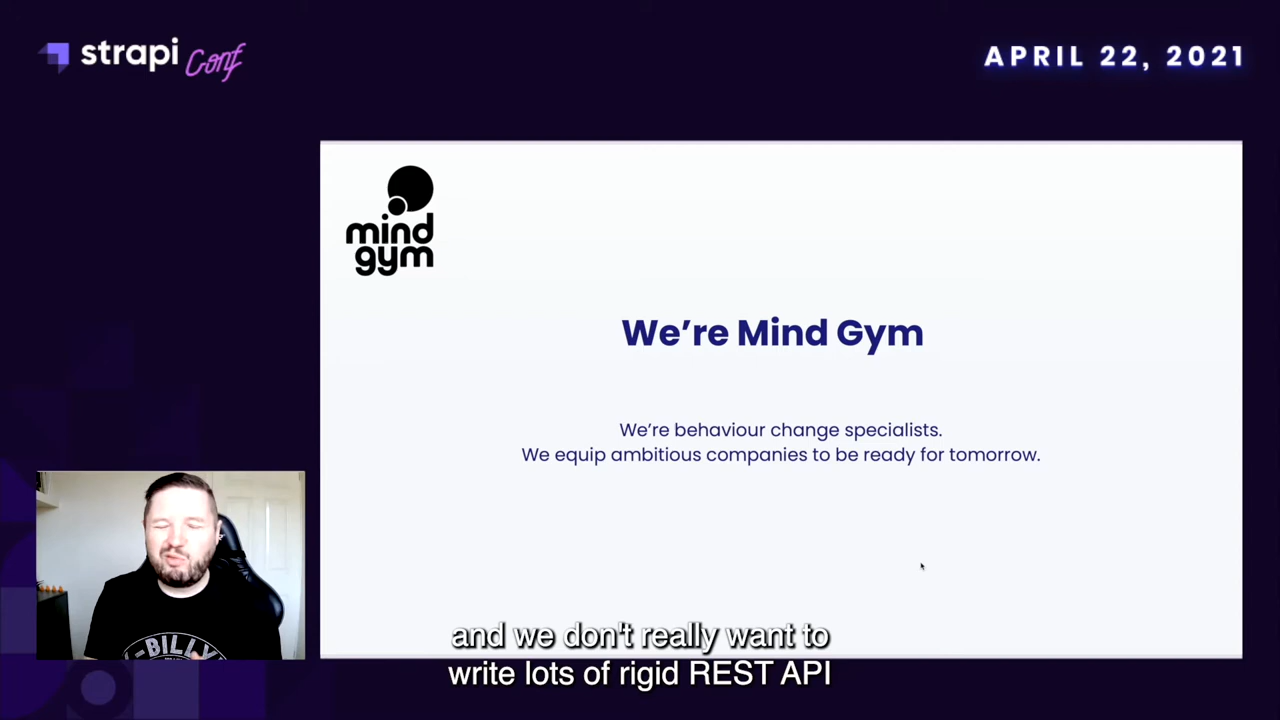 strapi Conf
APRIL 22, 2021
mind
gym
We're Mind Gym
We're behaviour change specialists.
We equip ambitious companies to be ready for tomorrow.
-BILLY
and we don't really want to
write lots of rigid REST API